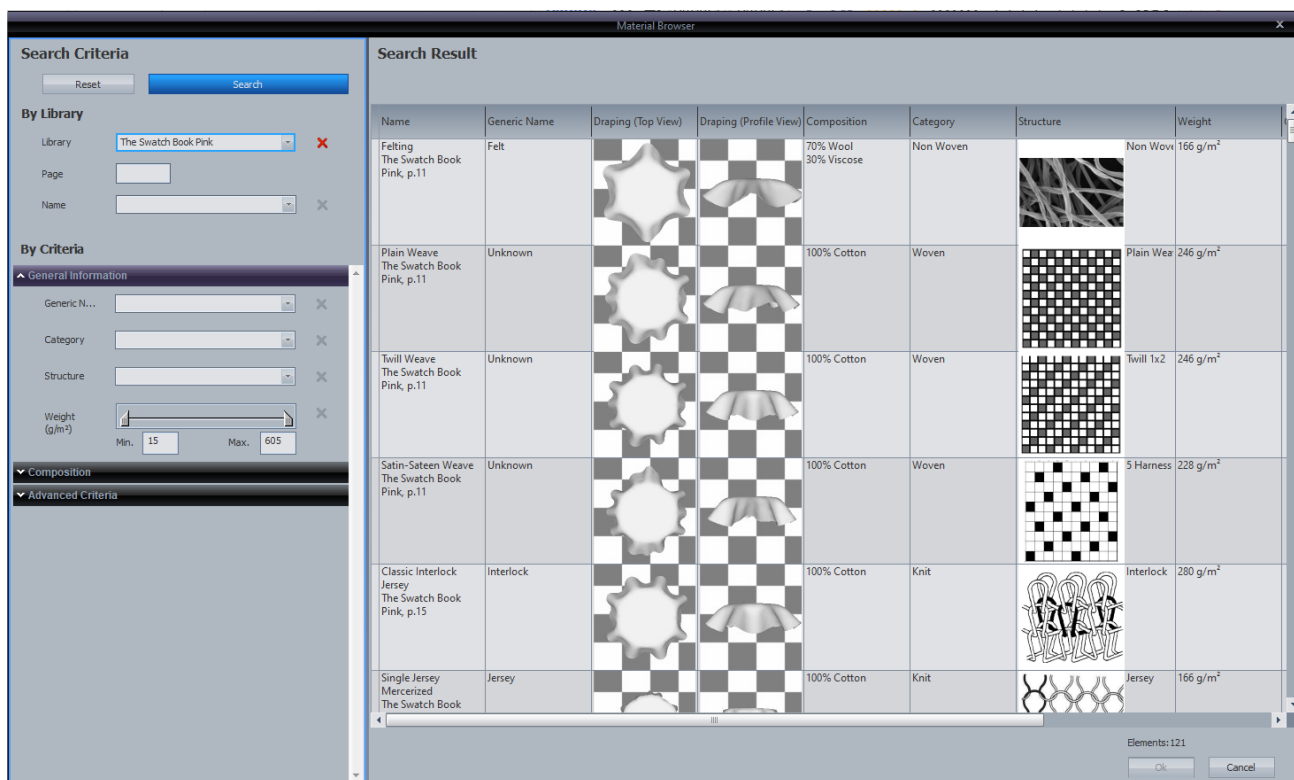 Material Browser
X
Search Criteria
Reset
Search
By Library
Library
The Swatch Book Pink
Page
Name
By Criteria
General Information
Generic N...
Category
Structure
Weight
(g/m²)
Min.
15
Max.
605
Composition
Advanced Criteria
Search Result
Name
Generic Name
Draping (Top View)
Draping (Profile View)
Composition
Category
Structure
Weight
Felting
The Swatch Book
Pink, p.11
Felt
70% Wool
30% Viscose
Non Woven
Non Wov
166 g/m²
Plain Weave
The Swatch Book
Pink, p.11
Unknown
100% Cotton
Woven
Plain Wea
246 g/m²
Twill Weave
The Swatch Book
Pink, p.11
Unknown
100% Cotton
Woven
Twill 1x2
246 g/m²
Satin-Sateen Weave
The Swatch Book
Pink, p.11
Unknown
100% Cotton
Woven
5 Harness
228 g/m²
Classic Interlock
Jersey
The Swatch Book
Pink, p.15
Interlock
100% Cotton
Knit
Interlock
280 g/m²
Single Jersey
Mercerized
The Swatch Book
Jersey
100% Cotton
Knit
Jersey
166 g/m²
Elements:121
Ok
Cancel